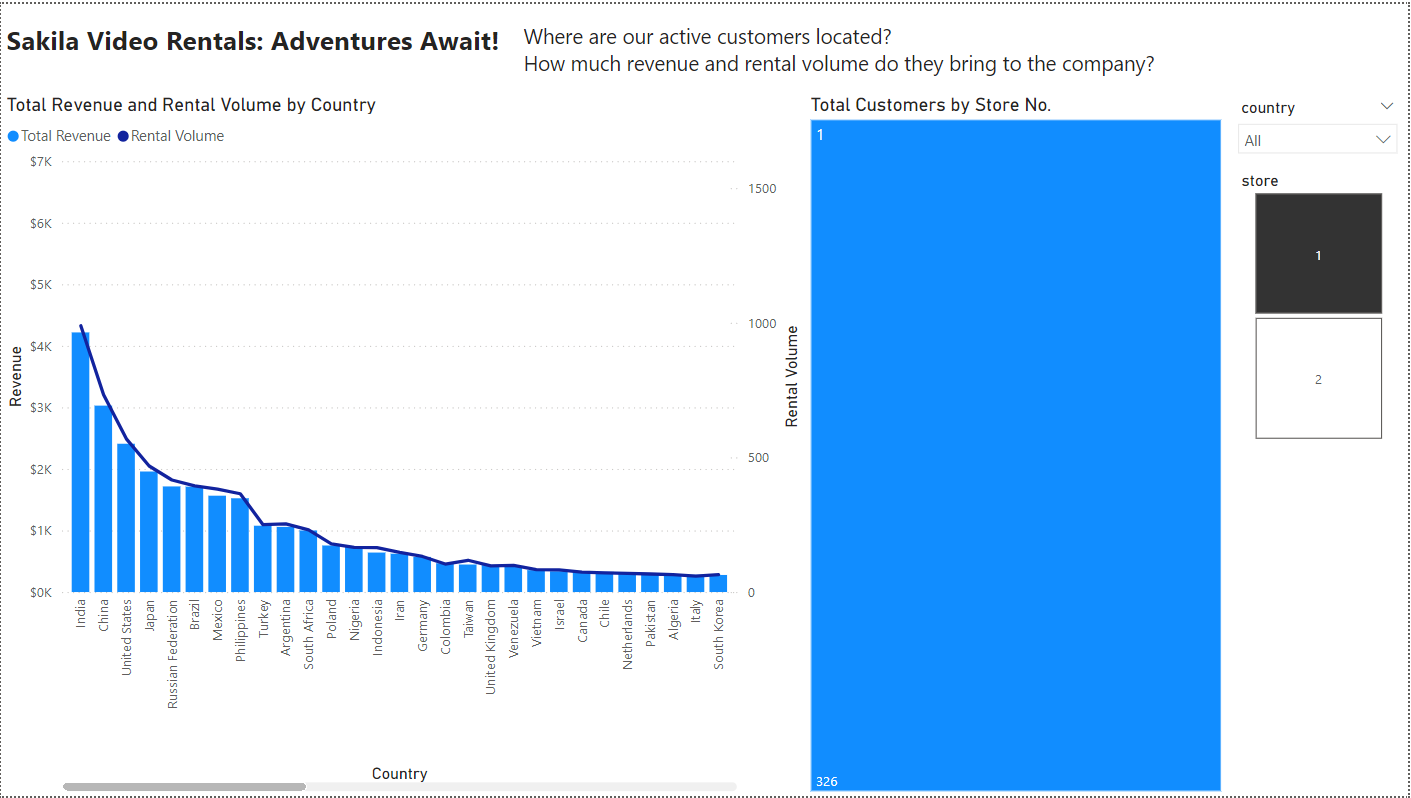 Sakila Video Rentals: Adventures Await!
Where are our active customers located?
How much revenue and rental volume do they bring to the company?
Total Revenue and Rental Volume by Country
Total Revenue
Rental Volume
$7K
$6K
$5K
$4K
$3K
$2K
$1K
$0K
Revenue
1500
1000
500
0
Rental Volume
India
China
United States
Japan
Russian Federation
Brazil
Mexico
Philippines
Turkey
Argentina
South Africa
Poland
Nigeria
Indonesia
Iran
Germany
Colombia
Taiwan
United Kingdom
Venezuela
Vietnam
Israel
Canada
Chile
Netherlands
Pakistan
Algeria
Italy
South Korea
Country
Total Customers by Store No.
1
326
country
All
store
1
2